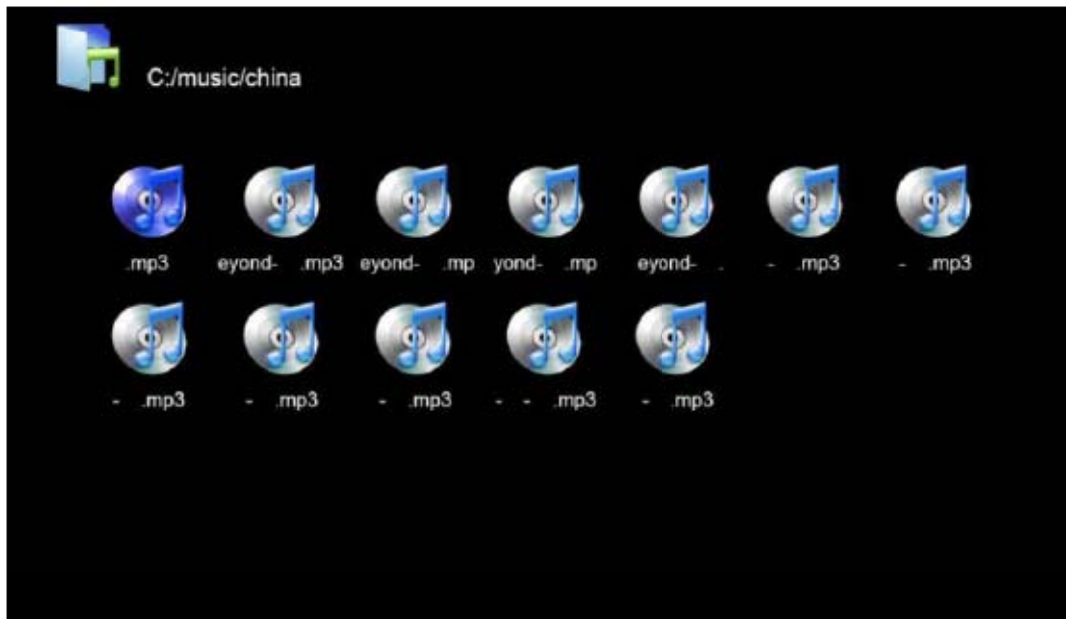 C:/music/china
.mp3 eyond- .mp3 eyond- .mp yond- .mp eyond- . - .mp3 - .mp3
- .mp3 - .mp3 - .mp3 - - .mp3 - .mp3